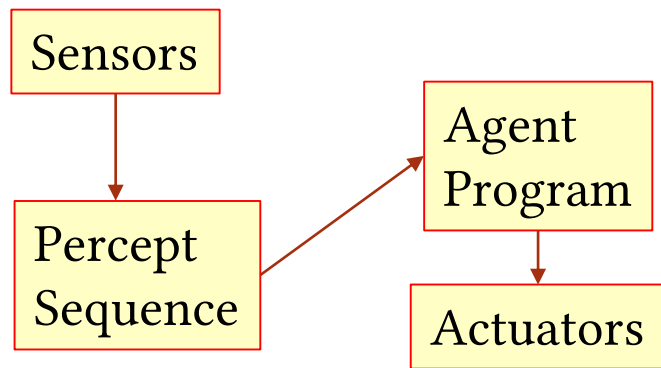 Sensors
Percept
Sequence
Agent
Program
Actuators